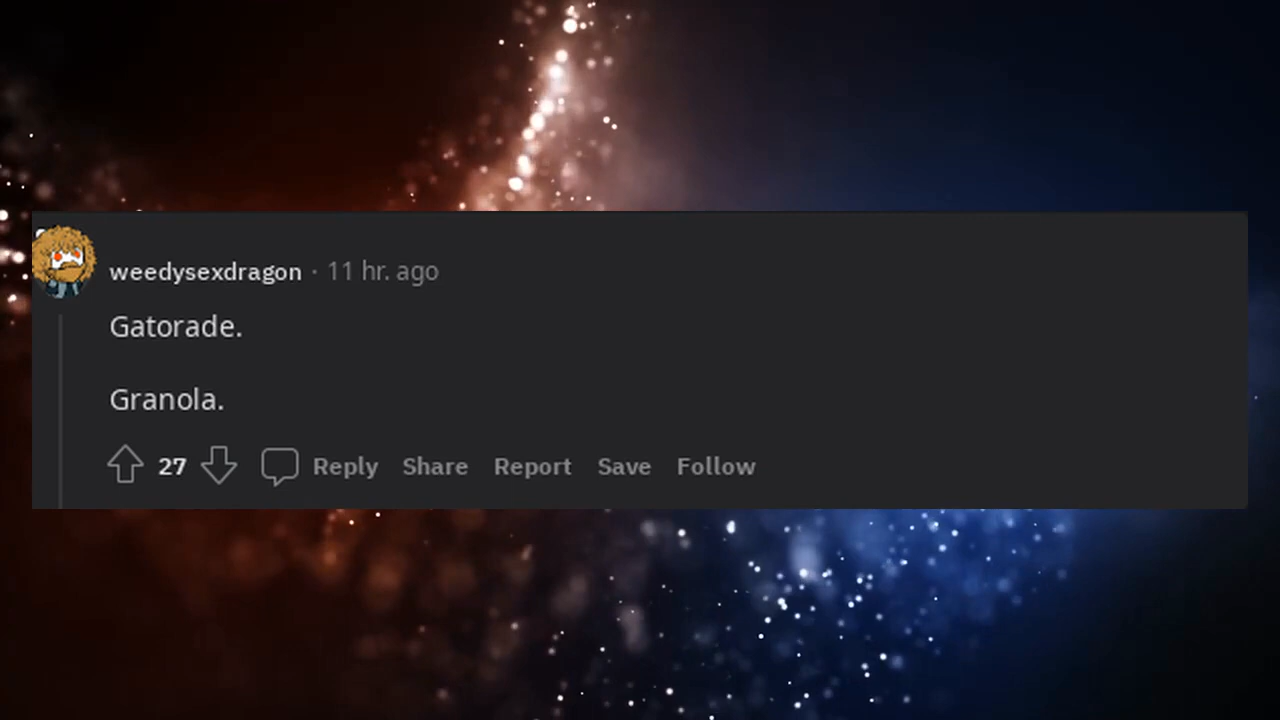 weedysexdragon · 11 hr. ago
Gatorade.
Granola.
27 Reply Share Report Save Follow